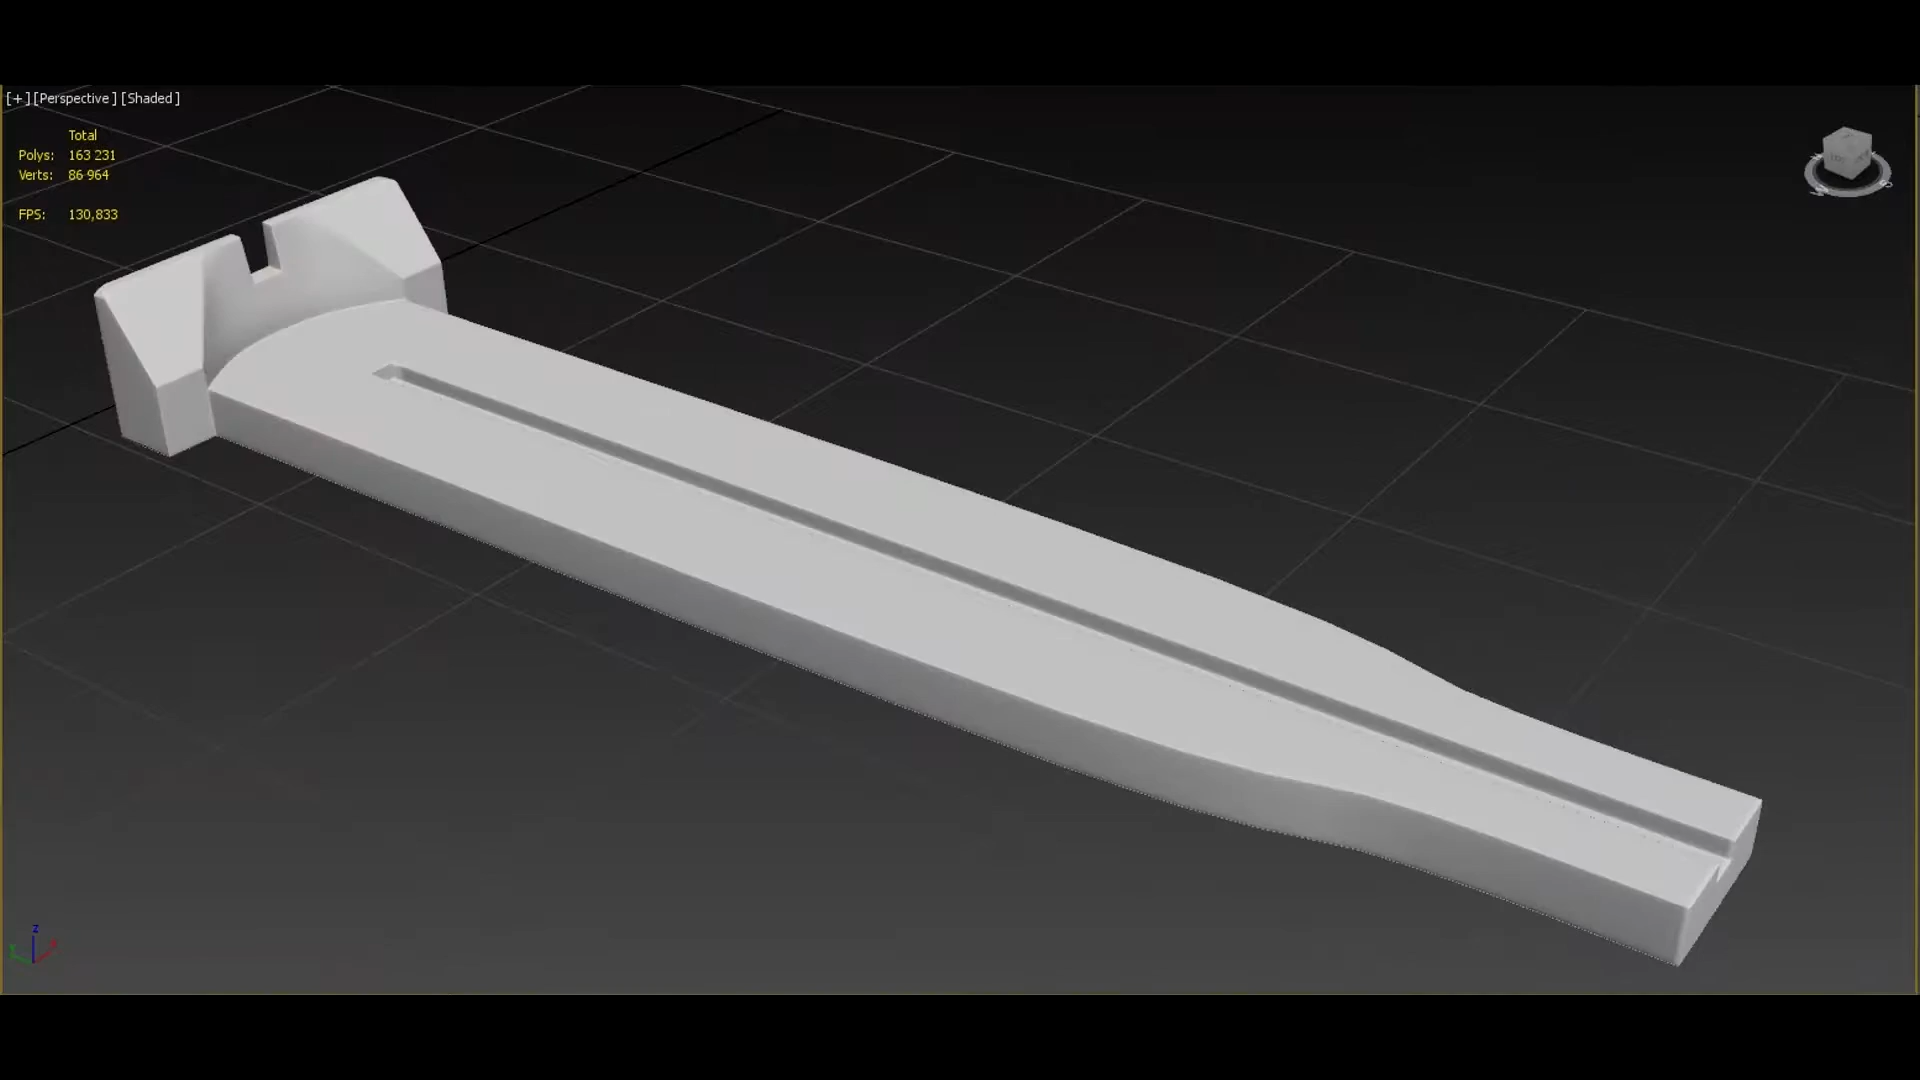 [+] [Perspective] [Shaded]
Total
Polys: 163 231
Verts: 86 964
FPS: 130,833
z